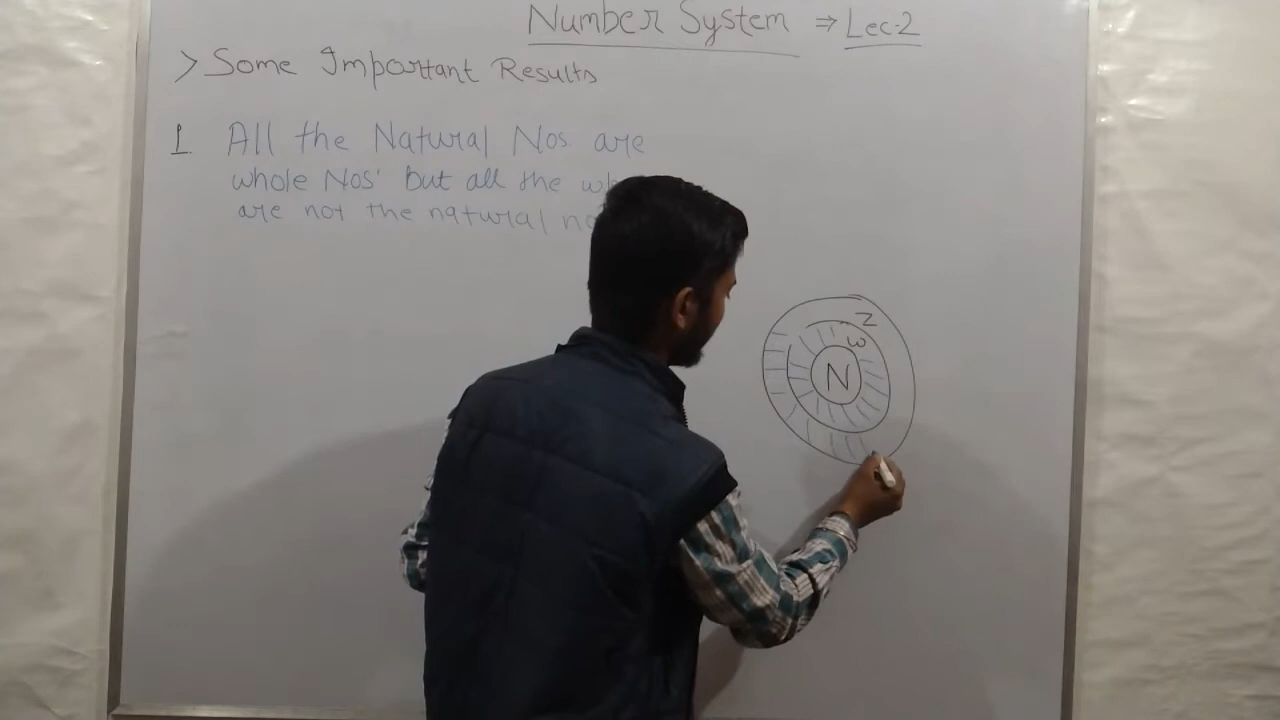 Number System ⇒ Lec-2
> Some Important Results
1. All the Natural Nos. are
whole Nos' but all the
are not the natural
Z
W
N